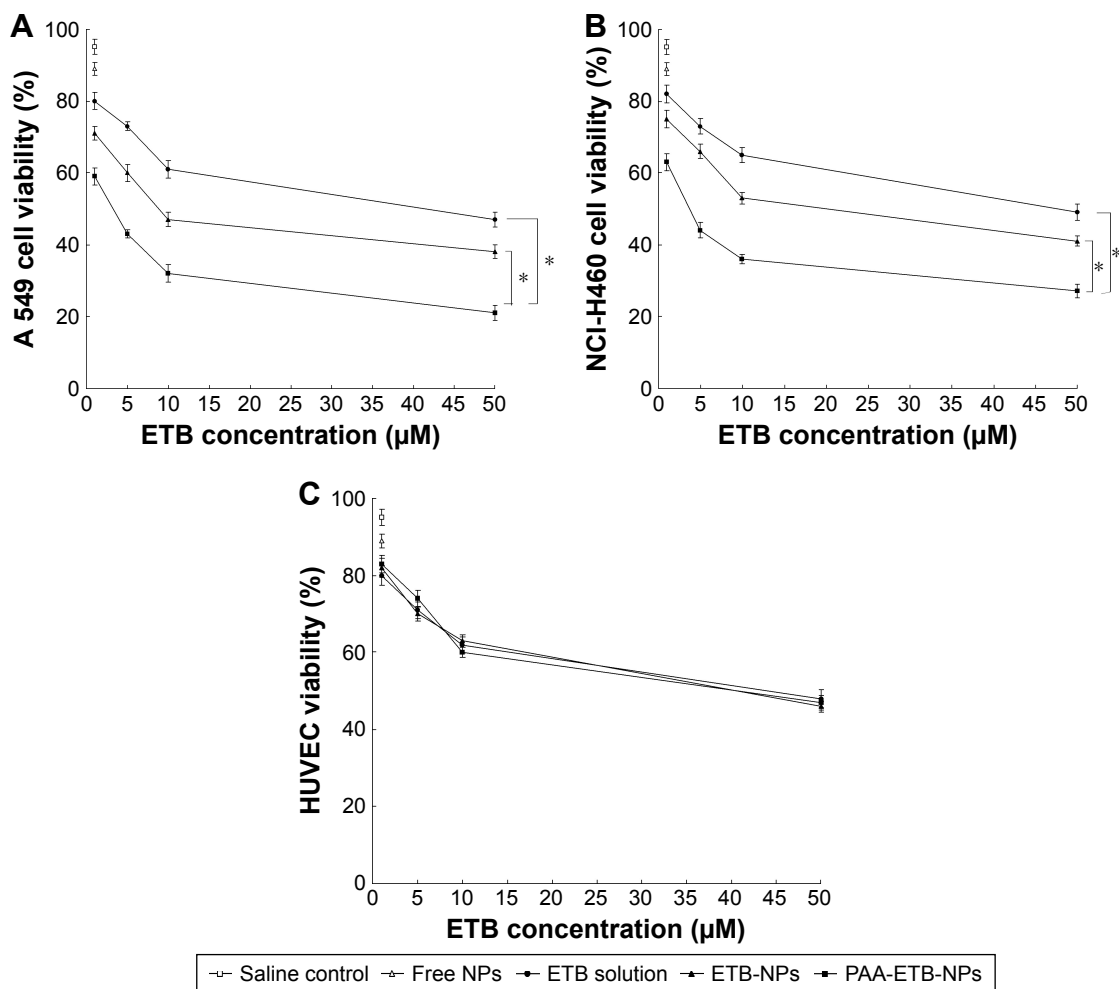 A
A 549 cell viability (%)
100
80
60
40
20
0
*
*
0 5 10 15 20 25 30 35 40 45 50
ETB concentration (µM)
B
NCI-H460 cell viability (%)
100
80
60
40
20
0
*
*
0 5 10 15 20 25 30 35 40 45 50
ETB concentration (µM)
C
HUVEC viability (%)
100
80
60
40
20
0
0 5 10 15 20 25 30 35 40 45 50
ETB concentration (µM)
Saline control Free NPs ETB solution ETB-NPs PAA-ETB-NPs